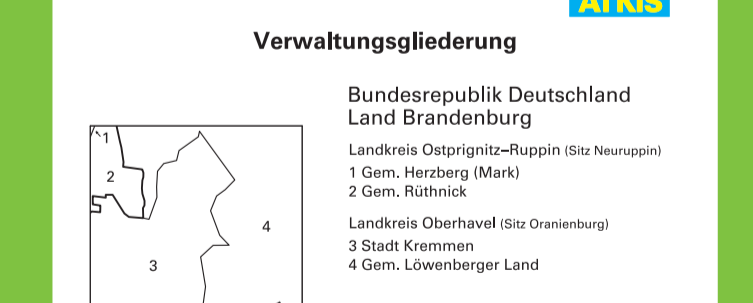 ATKIS
Verwaltungsgliederung
Bundesrepublik Deutschland
Land Brandenburg
Landkreis Ostprignitz–Ruppin (Sitz Neuruppin)
1 Gem. Herzberg (Mark)
2 Gem. Rüthnick
Landkreis Oberhavel (Sitz Oranienburg)
3 Stadt Kremmen
4 Gem. Löwenberger Land
1
2
4
3